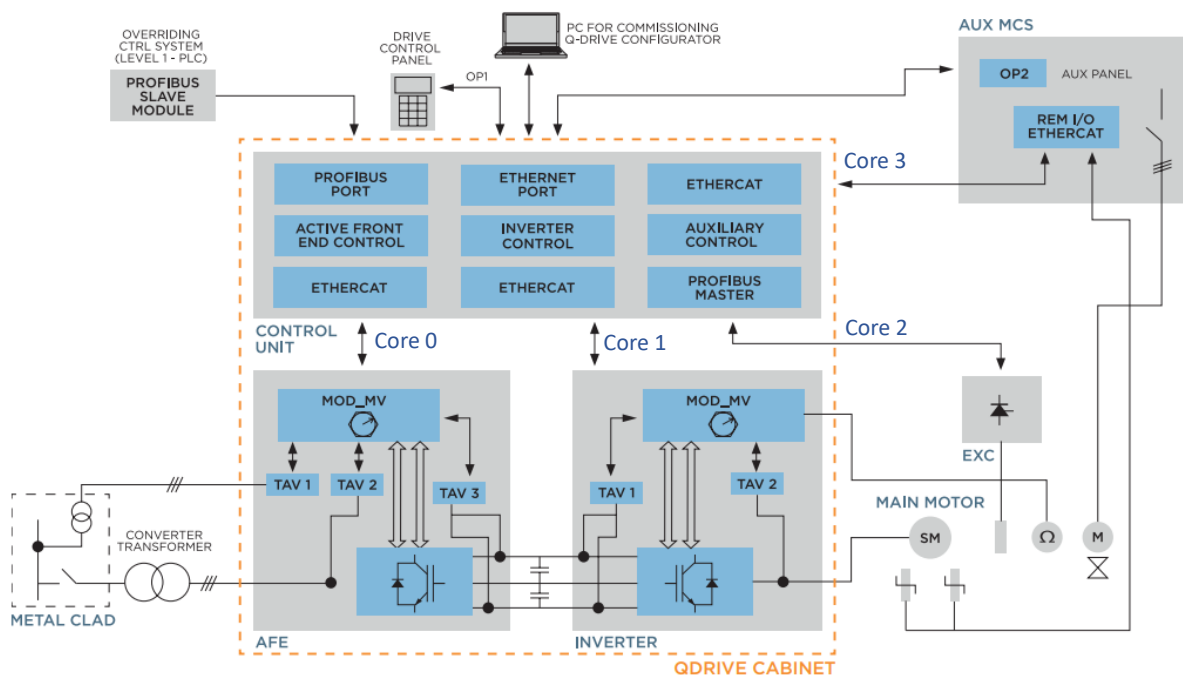 OVERRIDING
CTRL SYSTEM
(LEVEL 1 - PLC)
PROFIBUS
SLAVE
MODULE
DRIVE
CONTROL
PANEL
OP1
PC FOR COMMISSIONING
Q-DRIVE CONFIGURATOR
AUX MCS
OP2
AUX PANEL
REM I/O
ETHERCAT
Core 3
PROFIBUS
PORT
ETHERNET
PORT
ETHERCAT
ACTIVE FRONT
END CONTROL
INVERTER
CONTROL
AUXILIARY
CONTROL
ETHERCAT
ETHERCAT
PROFIBUS
MASTER
CONTROL
UNIT
Core 0
Core 1
Core 2
MOD_MV
TAV 1
TAV 2
TAV 3
MOD_MV
TAV 1
TAV 2
EXC
MAIN MOTOR
SM
Ω
M
CONVERTER
TRANSFORMER
METAL CLAD
AFE
INVERTER
QDRIVE CABINET